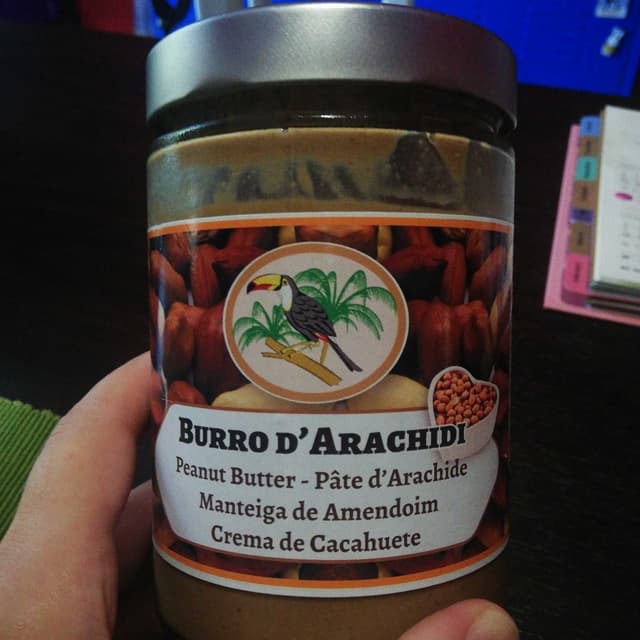 BURRO D'ARACHIDI
Peanut Butter - Pâte d'Arachide
Manteiga de Amendoim
Crema de Cacahuete